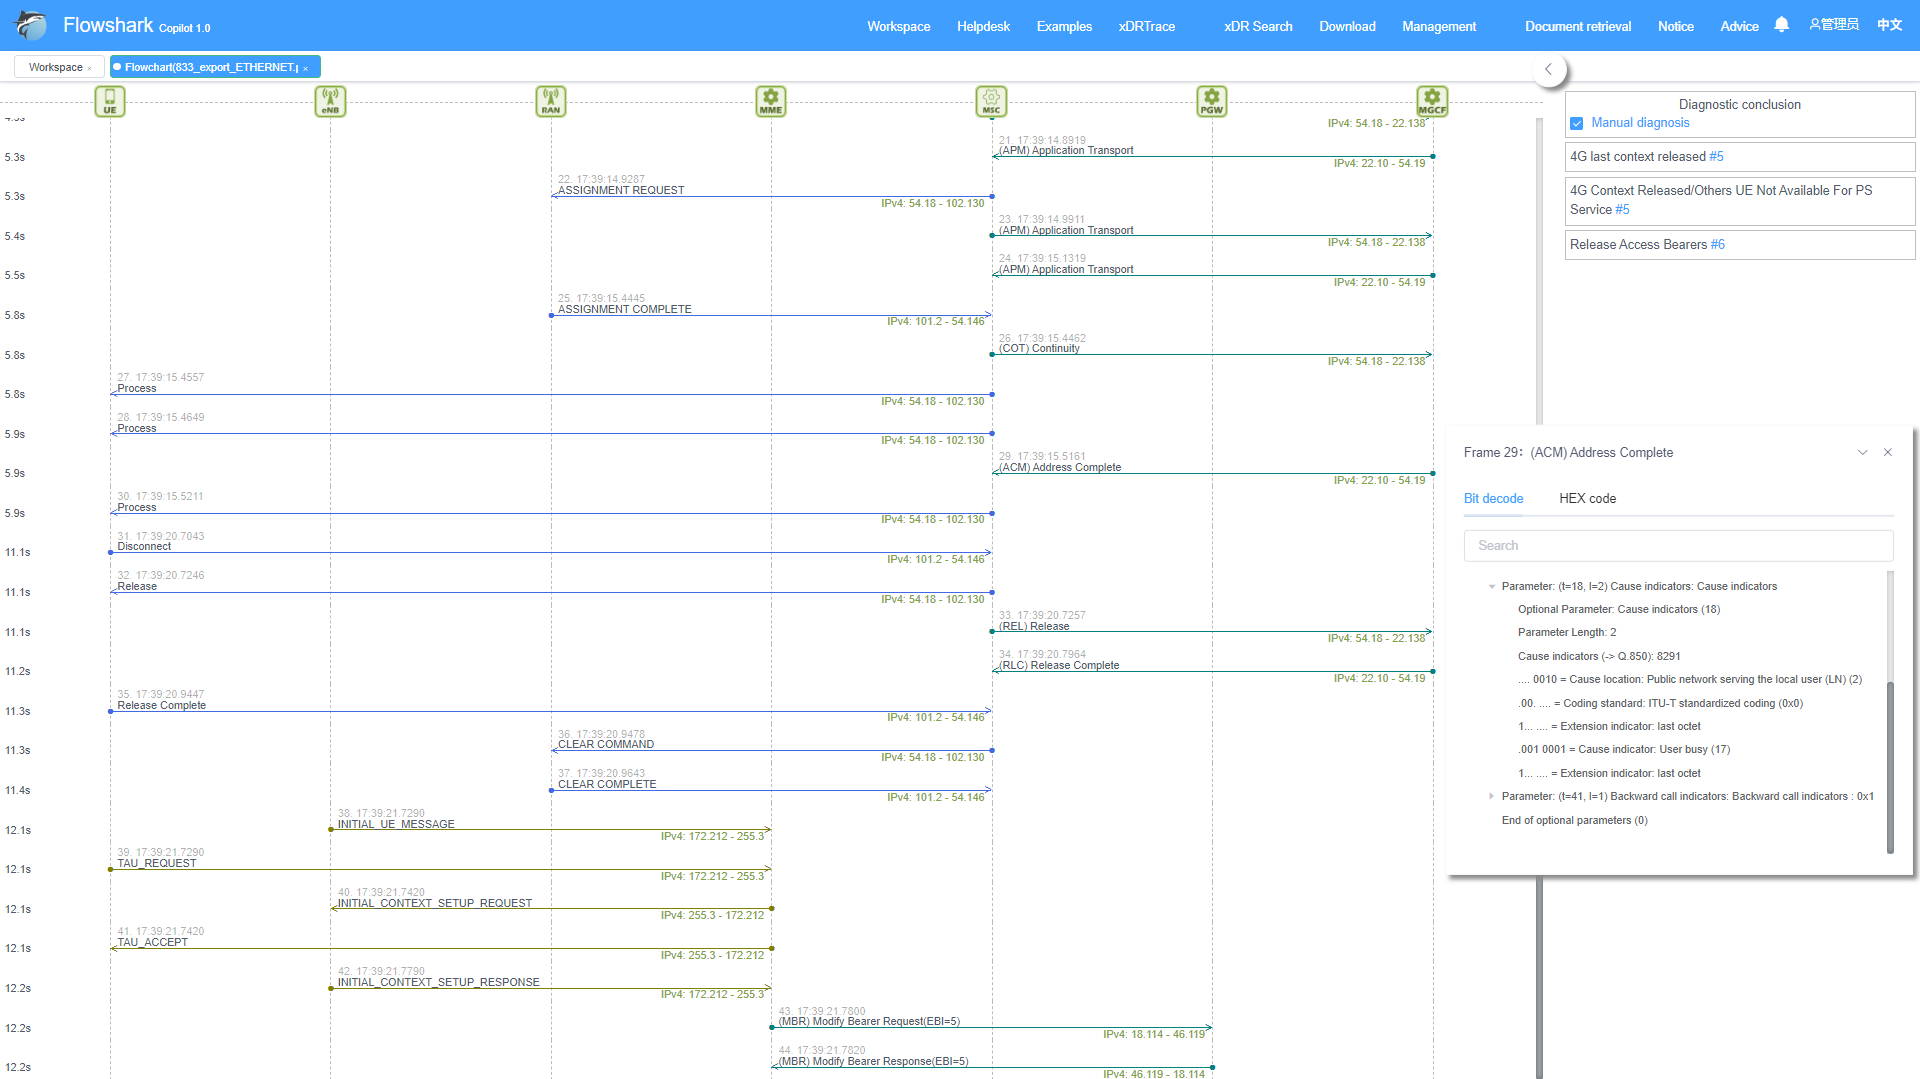 Flowshark Copilot 1.0
Workspace Helpdesk Examples xDRTrace xDR Search Download Management Document retrieval Notice Advice 管理员 中文
Workspace × Flowchart(833_export_ETHERNET.p ×
UE eNB RAN MME MSC PGW MGCF
IPv4: 54.18 - 22.138
21. 17:39:14.8919
5.3s (APM) Application Transport
IPv4: 22.10 - 54.19
22. 17:39:14.9287
5.3s ASSIGNMENT REQUEST
IPv4: 54.18 - 102.130
23. 17:39:14.9911
5.4s (APM) Application Transport
IPv4: 54.18 - 22.138
24. 17:39:15.1319
5.5s (APM) Application Transport
IPv4: 22.10 - 54.19
25. 17:39:15.4445
5.8s ASSIGNMENT COMPLETE
IPv4: 101.2 - 54.146
26. 17:39:15.4462
5.8s (COT) Continuity
IPv4: 54.18 - 22.138
27. 17:39:15.4557
5.8s Process
IPv4: 54.18 - 102.130
28. 17:39:15.4649
5.9s Process
IPv4: 54.18 - 102.130
29. 17:39:15.5161
5.9s (ACM) Address Complete
IPv4: 22.10 - 54.19
30. 17:39:15.5211
5.9s Process
IPv4: 54.18 - 102.130
31. 17:39:20.7043
11.1s Disconnect
IPv4: 101.2 - 54.146
32. 17:39:20.7246
11.1s Release
IPv4: 54.18 - 102.130
33. 17:39:20.7257
11.1s (REL) Release
IPv4: 54.18 - 22.138
34. 17:39:20.7964
11.2s (RLC) Release Complete
IPv4: 22.10 - 54.19
35. 17:39:20.9447
11.3s Release Complete
IPv4: 101.2 - 54.146
36. 17:39:20.9478
11.3s CLEAR COMMAND
IPv4: 54.18 - 102.130
37. 17:39:20.9643
11.4s CLEAR COMPLETE
IPv4: 101.2 - 54.146
38. 17:39:21.7290
12.1s INITIAL_UE_MESSAGE
IPv4: 172.212 - 255.3
39. 17:39:21.7290
12.1s TAU_REQUEST
IPv4: 172.212 - 255.3
40. 17:39:21.7420
12.1s INITIAL_CONTEXT_SETUP_REQUEST
IPv4: 255.3 - 172.212
41. 17:39:21.7420
12.1s TAU_ACCEPT
IPv4: 255.3 - 172.212
42. 17:39:21.7790
12.2s INITIAL_CONTEXT_SETUP_RESPONSE
IPv4: 172.212 - 255.3
43. 17:39:21.7800
12.2s (MBR) Modify Bearer Request(EBI=5)
IPv4: 18.114 - 46.119
44. 17:39:21.7820
12.2s (MBR) Modify Bearer Response(EBI=5)
IPv4: 46.119 - 18.114
Diagnostic conclusion
Manual diagnosis
4G last context released #5
4G Context Released/Others UE Not Available For PS
Service #5
Release Access Bearers #6
Frame 29： (ACM) Address Complete
Bit decode HEX code
Search
Parameter: (t=18, l=2) Cause indicators: Cause indicators
Optional Parameter: Cause indicators (18)
Parameter Length: 2
Cause indicators (-> Q.850): 8291
.... 0010 = Cause location: Public network serving the local user (LN) (2)
.00. .... = Coding standard: ITU-T standardized coding (0x0)
1... .... = Extension indicator: last octet
.001 0001 = Cause indicator: User busy (17)
1... .... = Extension indicator: last octet
Parameter: (t=41, l=1) Backward call indicators: Backward call indicators : 0x1
End of optional parameters (0)